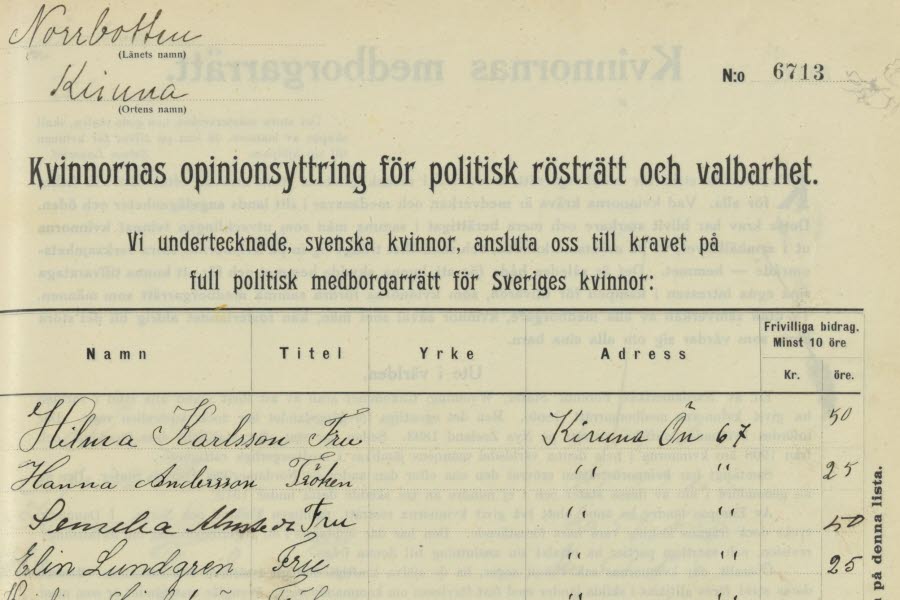 Norrbotten
(Länets namn)
N:o 6713
Kiruna
(Ortens namn)
Kvinnornas opinionsyttring för politisk rösträtt och valbarhet.
Vi undertecknade, svenska kvinnor, ansluta oss till kravet på
full politisk medborgarrätt för Sveriges kvinnor:
Namn Titel Yrke Adress Frivilliga bidrag.
Minst 10 öre
Kr. öre.
Hilma Karlsson Fru Kiruna Ön 67 50
Hanna Andersson Fröken " " 25
Fru " " 50
Elin Lundgren Fru " " 25
på denna lista.